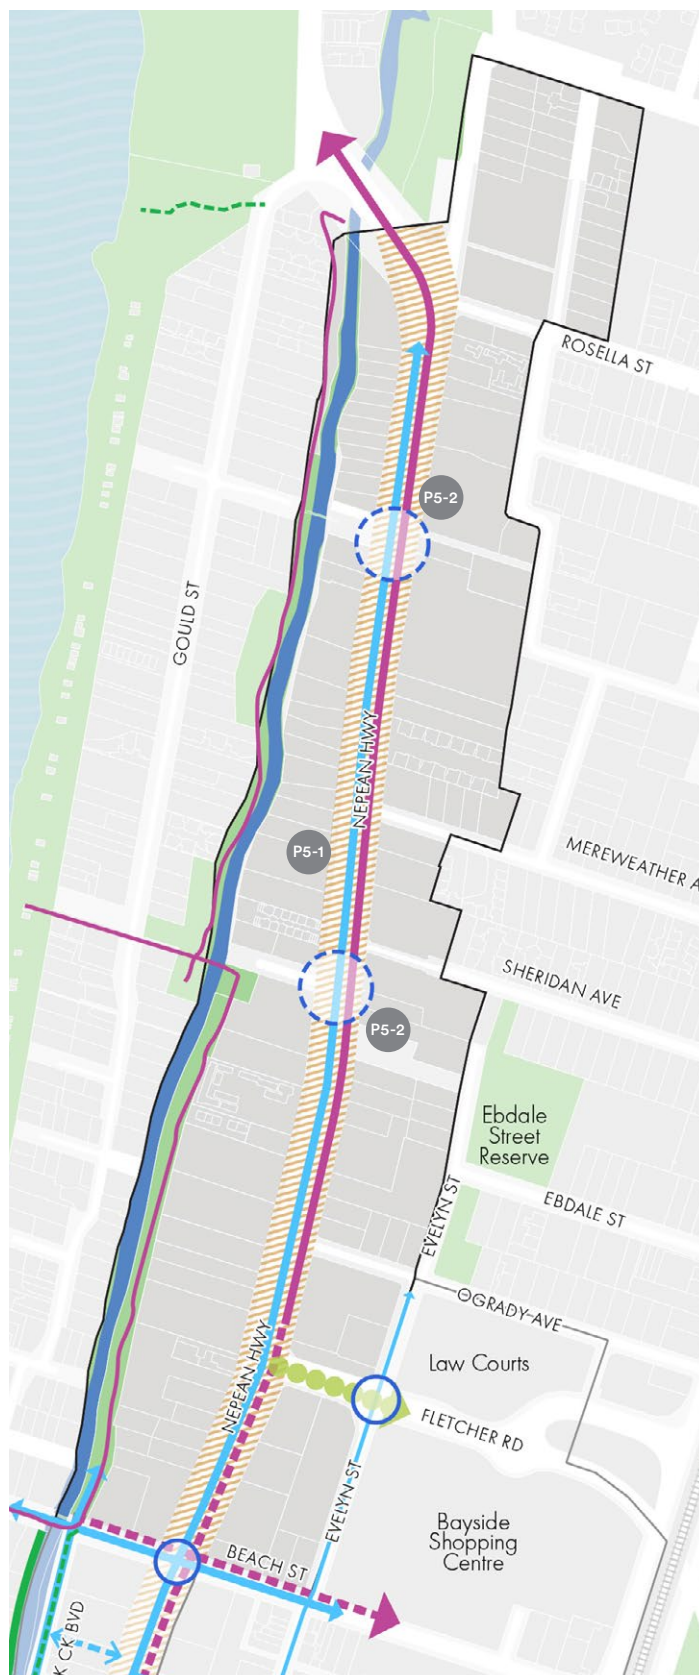 ROSELLA ST
P5-2
GOULD ST
NEPEAN HWY
P5-1
MEREWEATHER A
SHERIDAN AVE
P5-2
Ebdale
Street
Reserve
EBDALE ST
EVELYN ST
OGRADY AVE
NEPEAN HWY
Law Courts
FLETCHER RD
EVELYN ST
Bayside
Shopping
Centre
BEACH ST
K CK BVD